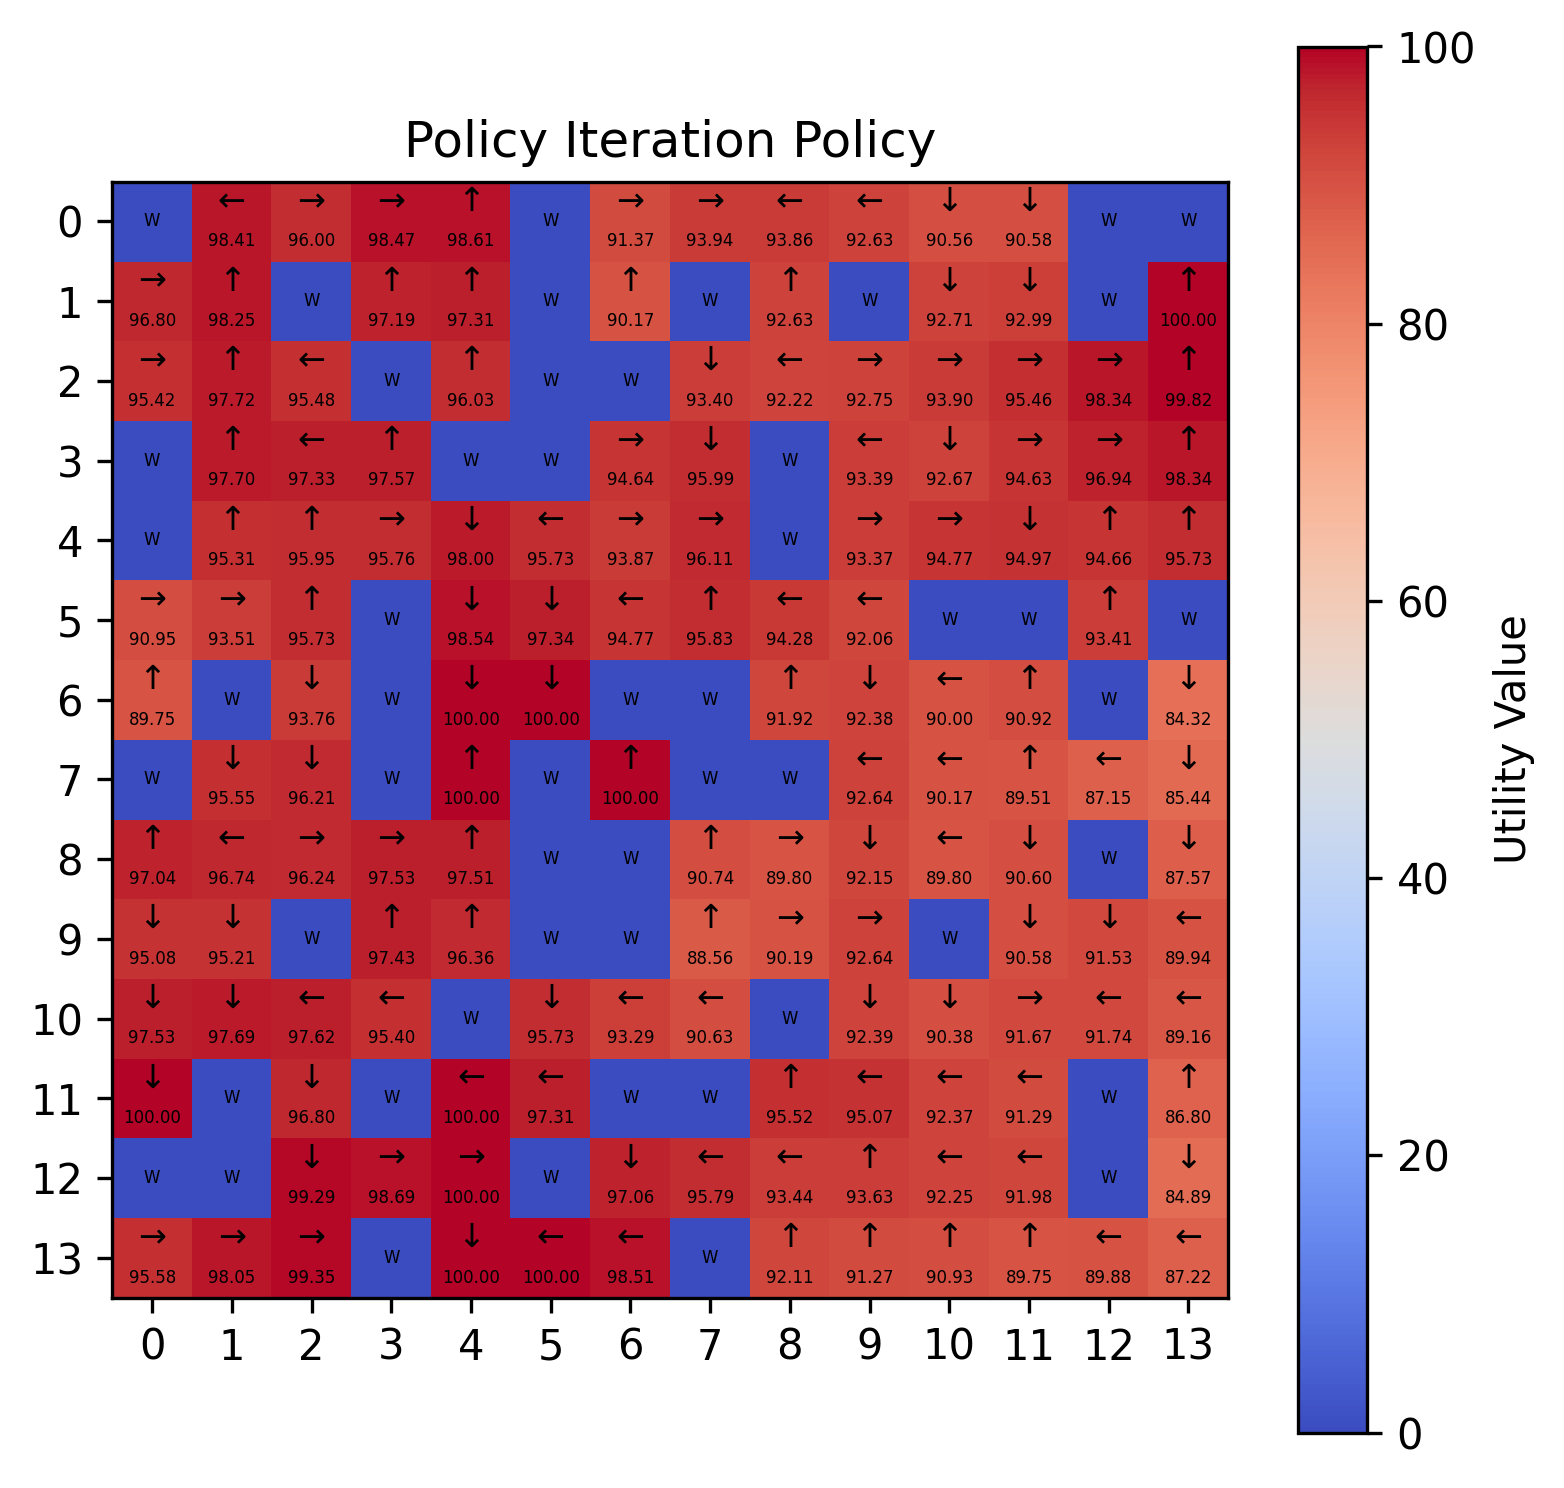 Policy Iteration Policy
0 W ← → → ↑ W → → ← ← ↓ ↓ W W
98.41 96.00 98.47 98.61 91.37 93.94 93.86 92.63 90.56 90.58
1 → ↑ W ↑ ↑ W ↑ W ↑ W ↓ ↓ W ↑
96.80 98.25 97.19 97.31 90.17 92.63 92.71 92.99 100.00
2 → ↑ ← W ↑ W W ↓ ← → → → → ↑
95.42 97.72 95.48 96.03 93.40 92.22 92.75 93.90 95.46 98.34 99.82
3 W ↑ ← ↑ W W → ↓ W ← ↓ → → ↑
97.70 97.33 97.57 94.64 95.99 93.39 92.67 94.63 96.94 98.34
4 W ↑ ↑ → ↓ ← → → W → → ↓ ↑ ↑
95.31 95.95 95.76 98.00 95.73 93.87 96.11 93.37 94.77 94.97 94.66 95.73
5 → → ↑ W ↓ ↓ ← ↑ ← ← W W ↑ W
90.95 93.51 95.73 98.54 97.34 94.77 95.83 94.28 92.06 93.41
6 ↑ W ↓ W ↓ ↓ W W ↑ ↓ ← ↑ W ↓
89.75 93.76 100.00 100.00 91.92 92.38 90.00 90.92 84.32
7 W ↓ ↓ W ↑ W ↑ W W ← ← ↑ ← ↓
95.55 96.21 100.00 100.00 92.64 90.17 89.51 87.15 85.44
8 ↑ ← → → ↑ W W ↑ → ↓ ← ↓ W ↓
97.04 96.74 96.24 97.53 97.51 90.74 89.80 92.15 89.80 90.60 87.57
9 ↓ ↓ W ↑ ↑ W W ↑ → → W ↓ ↓ ←
95.08 95.21 97.43 96.36 88.56 90.19 92.64 90.58 91.53 89.94
10 ↓ ↓ ← ← W ↓ ← ← W ↓ ↓ → ← ←
97.53 97.69 97.62 95.40 95.73 93.29 90.63 92.39 90.38 91.67 91.74 89.16
11 ↓ W ↓ W ← ← W W ↑ ← ← ← W ↑
100.00 96.80 100.00 97.31 95.52 95.07 92.37 91.29 86.80
12 W W ↓ → → W ↓ ← ← ↑ ← ← W ↓
99.29 98.69 100.00 97.06 95.79 93.44 93.63 92.25 91.98 84.89
13 → → → W ↓ ← ← W ↑ ↑ ↑ ↑ ← ←
95.58 98.05 99.35 100.00 100.00 98.51 92.11 91.27 90.93 89.75 89.88 87.22
0 1 2 3 4 5 6 7 8 9 10 11 12 13
100
80
60
40
20
0
Utility Value